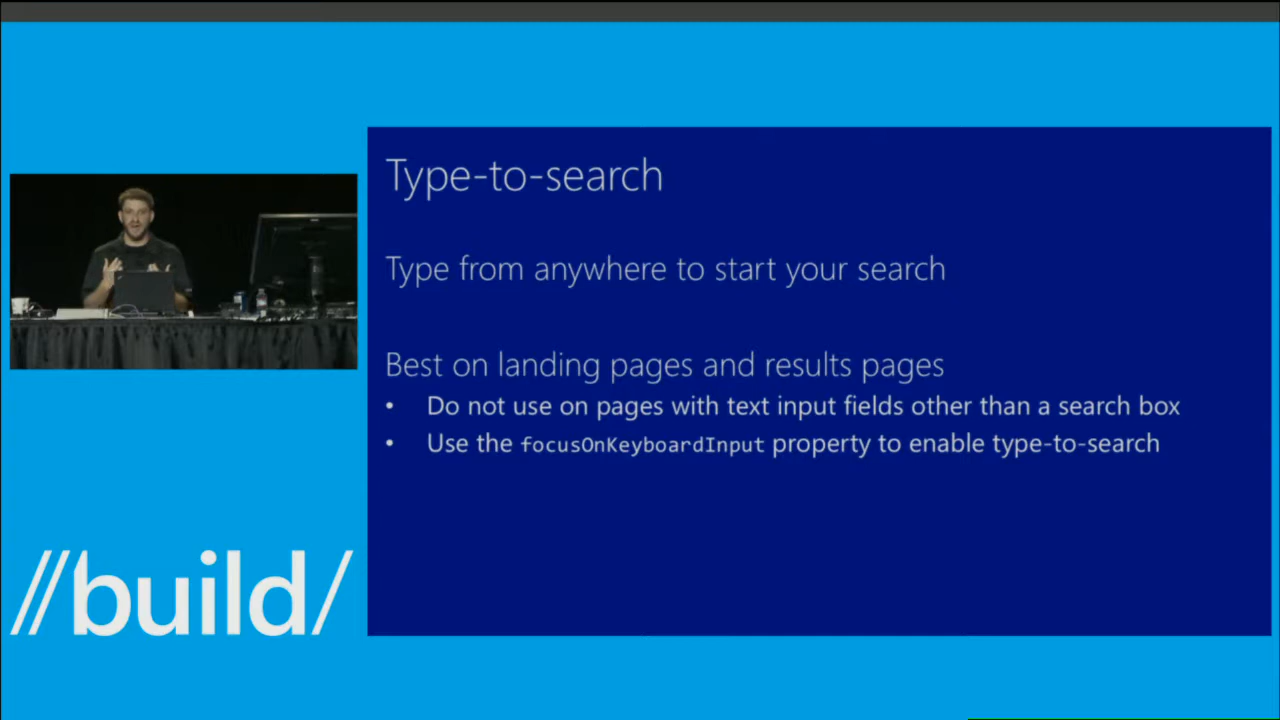 Type-to-search
Type from anywhere to start your search
Best on landing pages and results pages
• Do not use on pages with text input fields other than a search box
• Use the focusOnKeyboardInput property to enable type-to-search
//build/